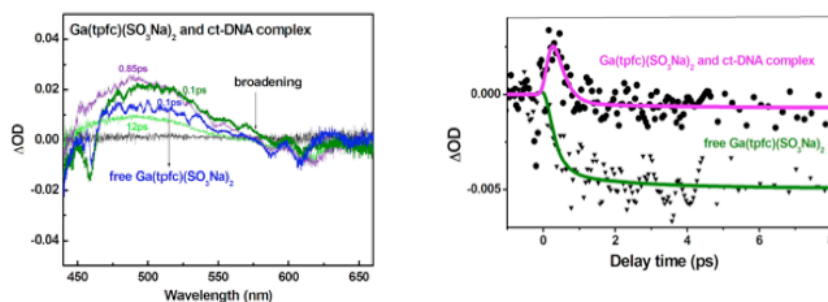 Ga(tpfc)(SO3Na)2 and ct-DNA complex
0.85ps
0.1ps
broadening
0.1ps
12ps
free Ga(tpfc)(SO3Na)2
0.04
0.02
0.00
-0.02
-0.04
ΔOD
450 500 550 600 650
Wavelength (nm)
Ga(tpfc)(SO3Na)2 and ct-DNA complex
free Ga(tpfc)(SO3Na)2
0.000
-0.005
ΔOD
0 2 4 6 8
Delay time (ps)